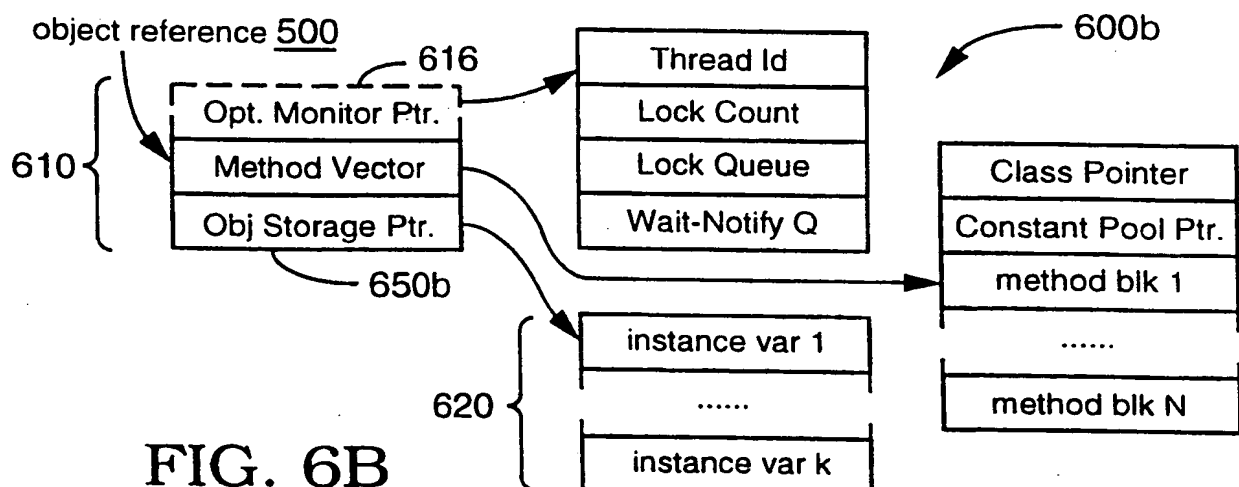 object reference 500
616
600b
610
Opt. Monitor Ptr.
Method Vector
Obj Storage Ptr.
650b
Thread Id
Lock Count
Lock Queue
Wait-Notify Q
Class Pointer
Constant Pool Ptr.
method blk 1
......
method blk N
620
instance var 1
......
instance var k
FIG. 6B